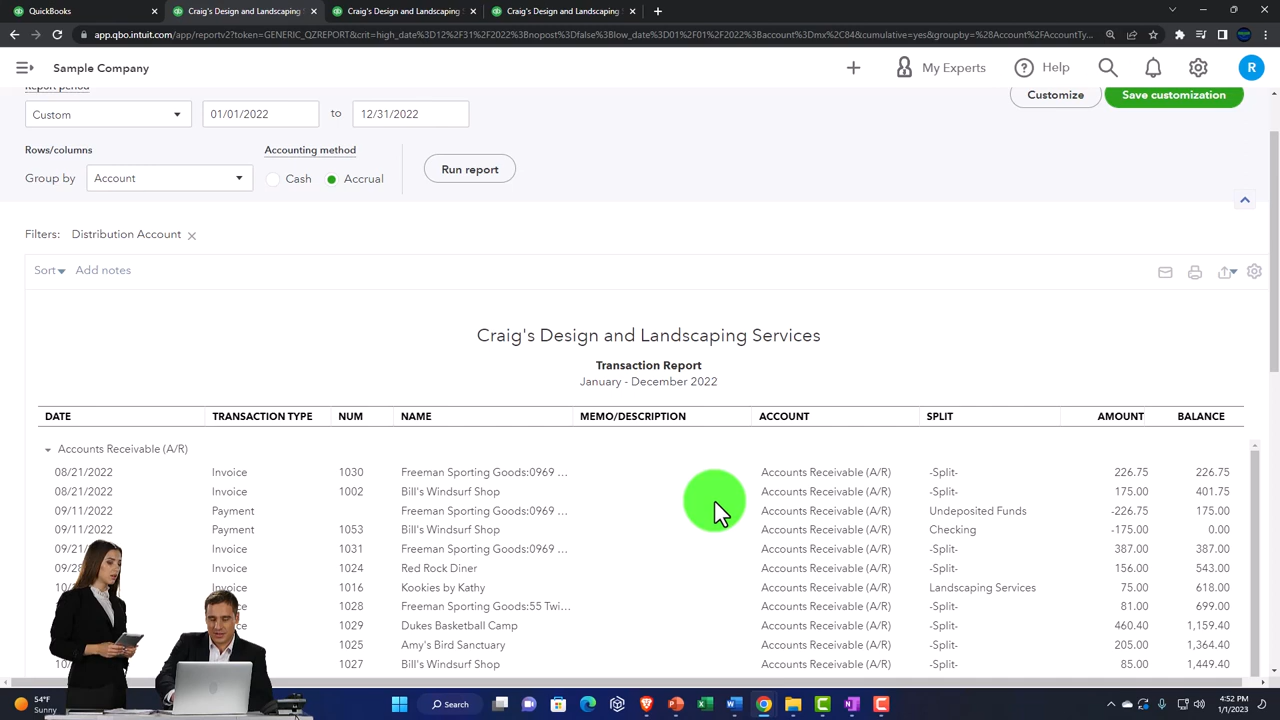 QuickBooks
Craig's Design and Landscaping
Craig's Design and Landscaping
Craig's Design and Landscaping
app.qbo.intuit.com/app/reportv2?token=GENERIC_QZREPORT&crit=high_date%3D12%2F31%2F2022%3Bnopost%3Dfalse%3Blow_date%3D01%2F01%2F2022%3Baccount%3Dmx%2C84&cumulative=yes&groupby=%28Account%2FAccountTy...
Sample Company
My Experts
Help
R
Report period
Customize
Save customization
Custom
01/01/2022
to
12/31/2022
Rows/columns
Accounting method
Group by
Account
Cash
Accrual
Run report
Filters: Distribution Account
Sort Add notes
Craig's Design and Landscaping Services
Transaction Report
January - December 2022
DATE TRANSACTION TYPE NUM NAME MEMO/DESCRIPTION ACCOUNT SPLIT AMOUNT BALANCE
Accounts Receivable (A/R)
08/21/2022 Invoice 1030 Freeman Sporting Goods:0969 ... Accounts Receivable (A/R) -Split- 226.75 226.75
08/21/2022 Invoice 1002 Bill's Windsurf Shop Accounts Receivable (A/R) -Split- 175.00 401.75
09/11/2022 Payment Freeman Sporting Goods:0969 ... Accounts Receivable (A/R) Undeposited Funds -226.75 175.00
09/11/2022 Payment 1053 Bill's Windsurf Shop Accounts Receivable (A/R) Checking -175.00 0.00
09/21/ Invoice 1031 Freeman Sporting Goods:0969 ... Accounts Receivable (A/R) -Split- 387.00 387.00
09/28/ Invoice 1024 Red Rock Diner Accounts Receivable (A/R) -Split- 156.00 543.00
10/ Invoice 1016 Kookies by Kathy Accounts Receivable (A/R) Landscaping Services 75.00 618.00
10/ 1028 Freeman Sporting Goods:55 Twi... Accounts Receivable (A/R) -Split- 81.00 699.00
10/ 1029 Dukes Basketball Camp Accounts Receivable (A/R) -Split- 460.40 1,159.40
10/ 1025 Amy's Bird Sanctuary Accounts Receivable (A/R) -Split- 205.00 1,364.40
10/ 1027 Bill's Windsurf Shop Accounts Receivable (A/R) -Split- 85.00 1,449.40
54°F
Sunny
Search
4:52 PM
1/1/2023